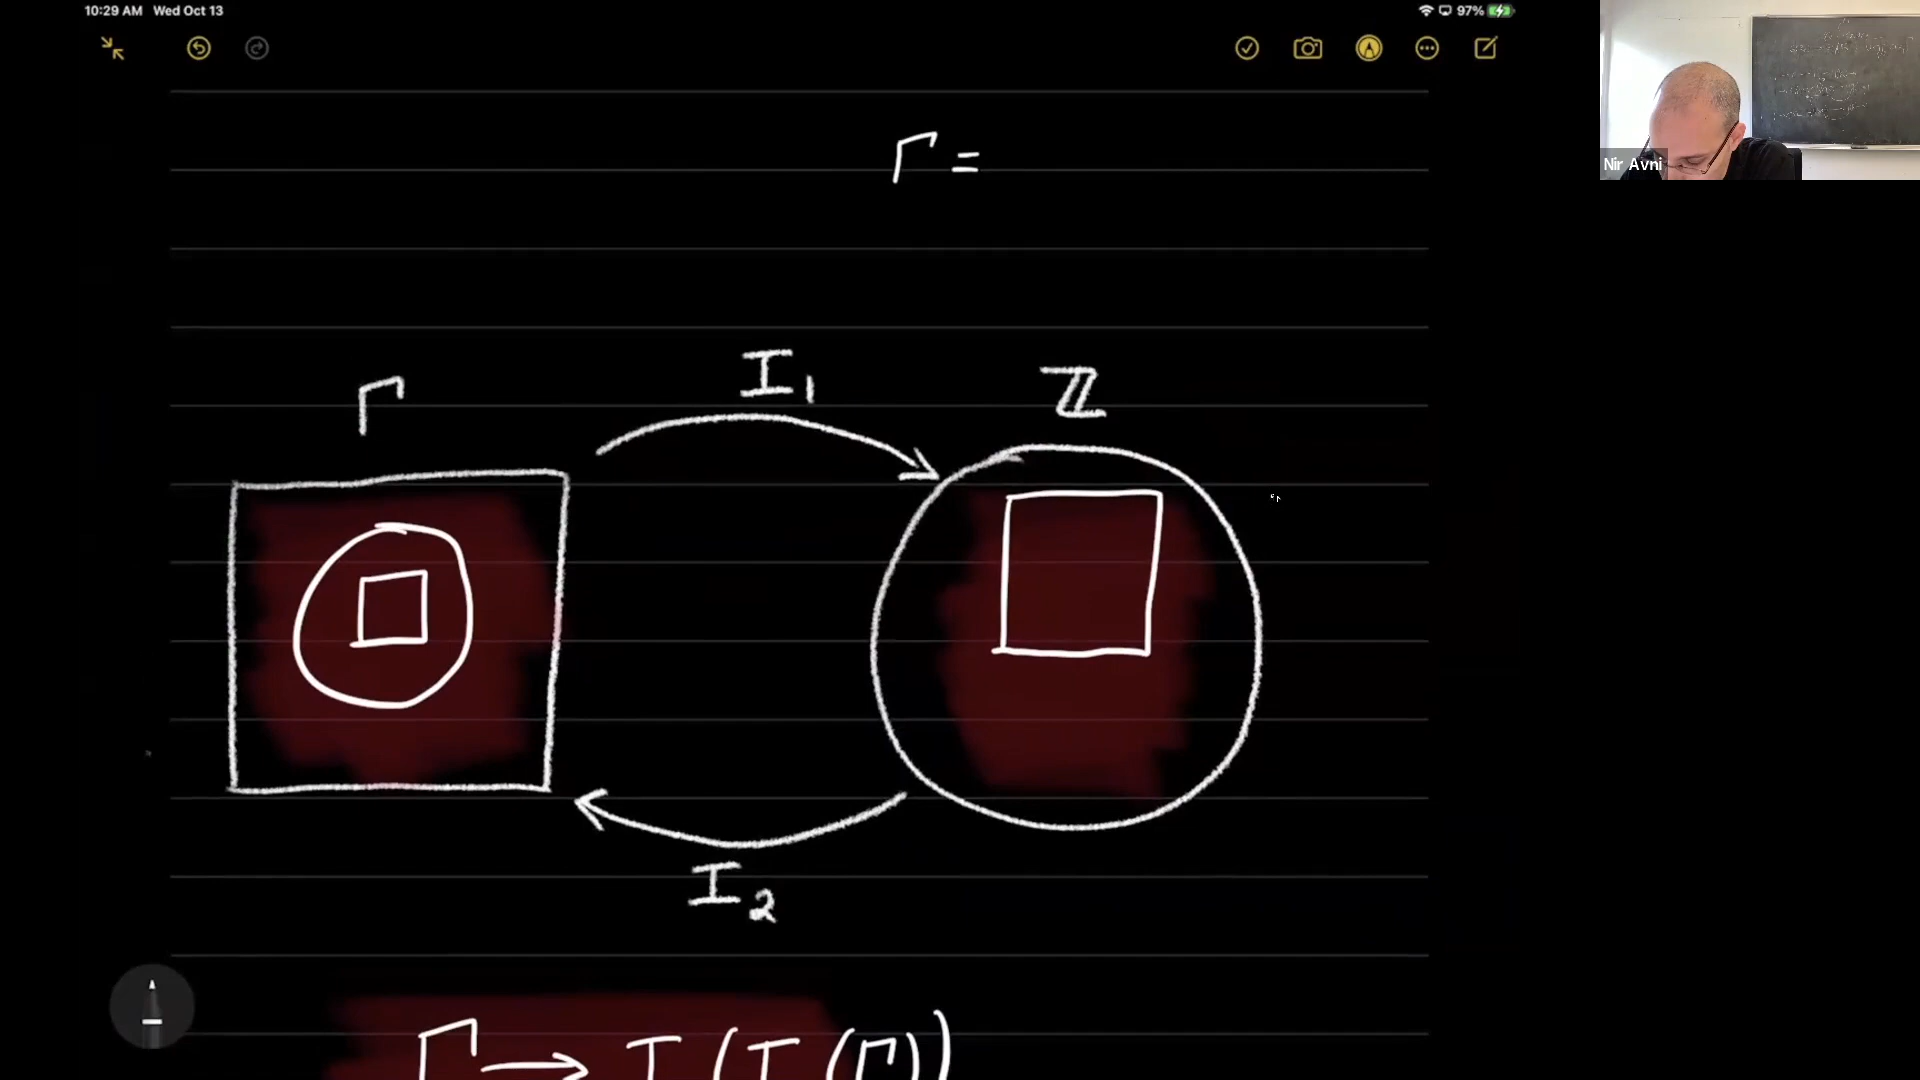 10:29 AM Wed Oct 13 97%
Γ =
Γ I₁ ℤ
I₂
Γ → I (I (Γ))
Nir Avni